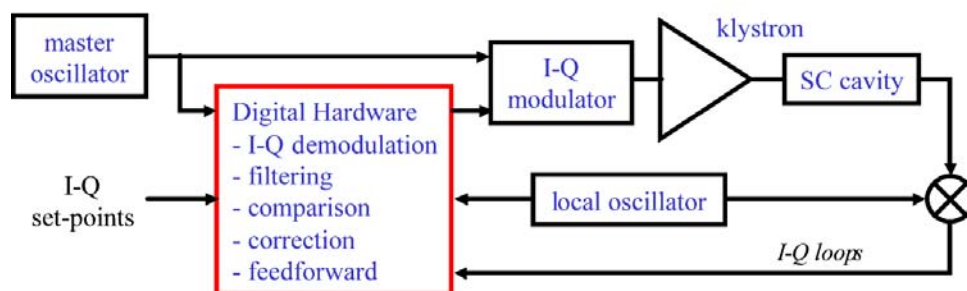 master
oscillator
klystron
I-Q
modulator
SC cavity
Digital Hardware
- I-Q demodulation
- filtering
- comparison
- correction
- feedforward
I-Q
set-points
local oscillator
I-Q loops